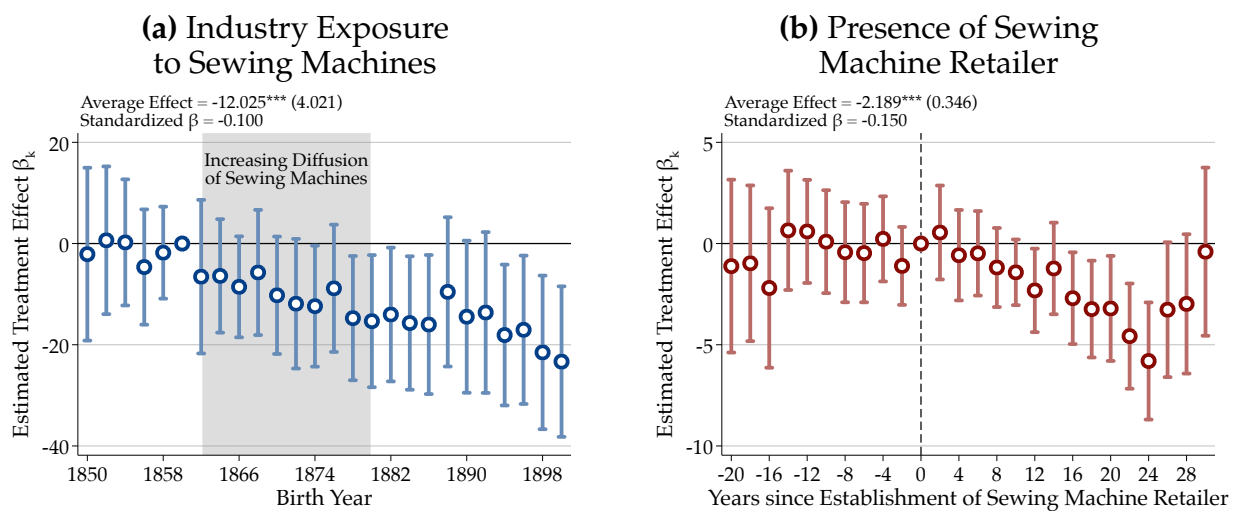 (a) Industry Exposure
to Sewing Machines
Average Effect = -12.025*** (4.021)
Standardized β = -0.100
Increasing Diffusion
of Sewing Machines
Estimated Treatment Effect βk
20
0
-20
-40
1850 1858 1866 1874 1882 1890 1898
Birth Year
(b) Presence of Sewing
Machine Retailer
Average Effect = -2.189*** (0.346)
Standardized β = -0.150
Estimated Treatment Effect βk
5
0
-5
-10
-20 -16 -12 -8 -4 0 4 8 12 16 20 24 28
Years since Establishment of Sewing Machine Retailer